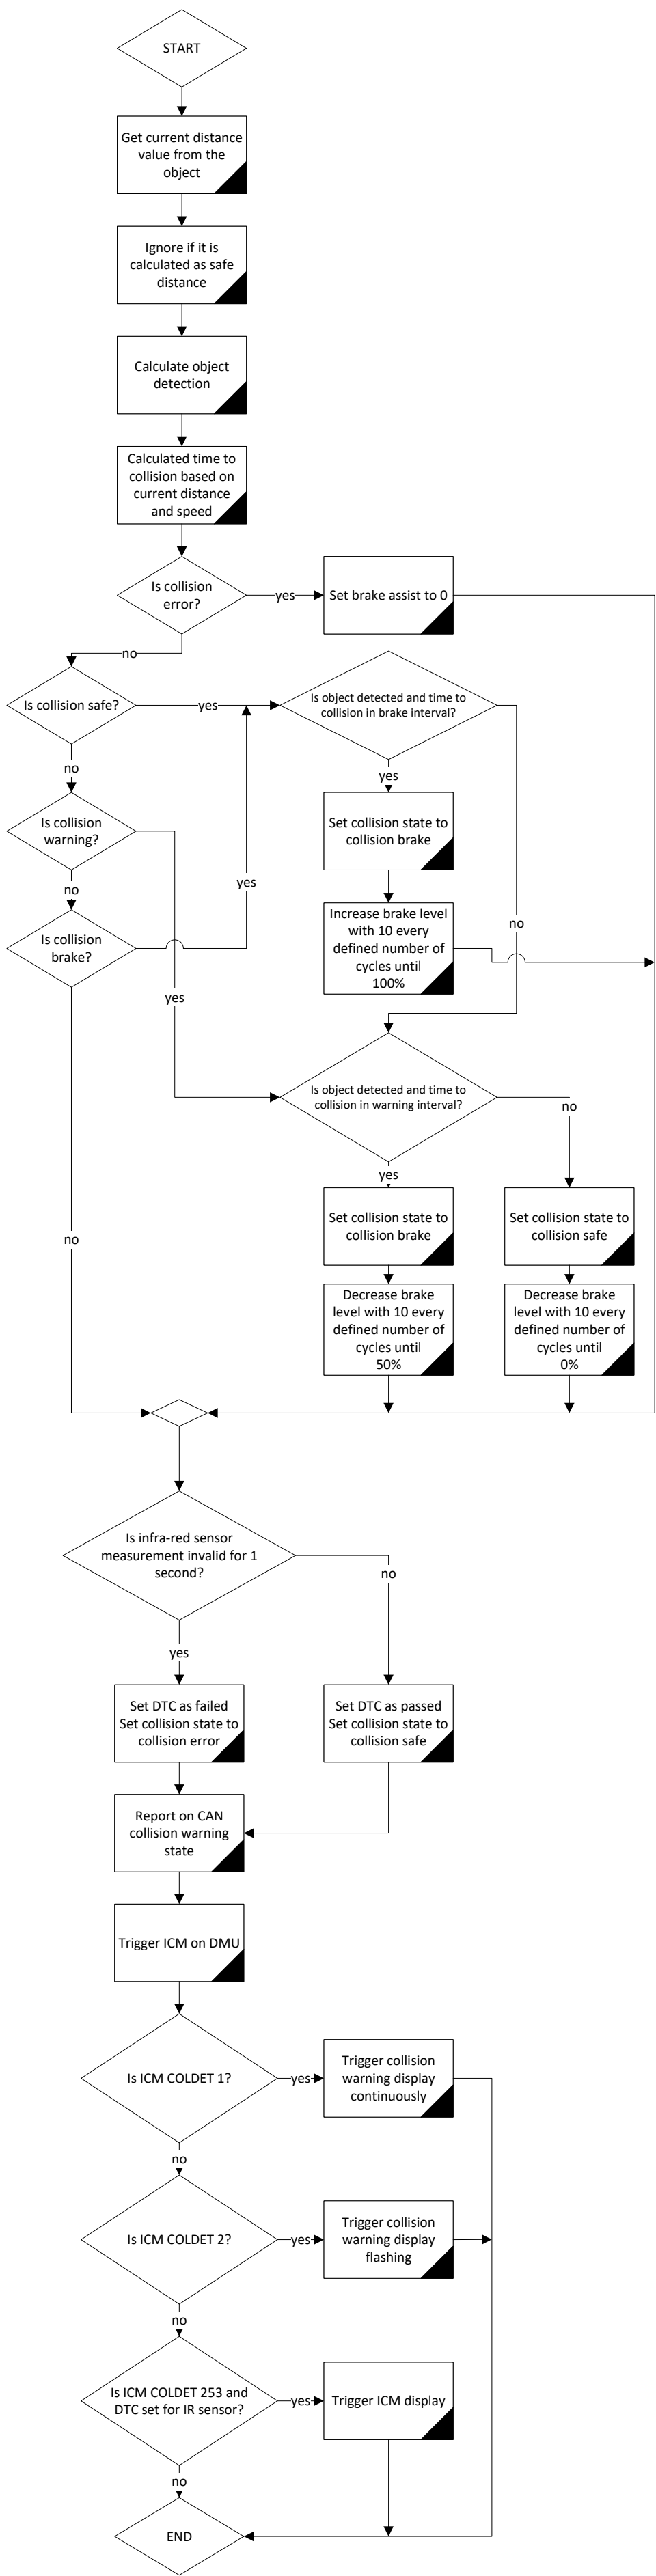 START
Get current distance
value from the
object
Ignore if it is
calculated as safe
distance
Calculate object
detection
Calculated time to
collision based on
current distance
and speed
Is collision
error?
yes
Set brake assist to 0
no
Is collision safe?
yes
Is object detected and time to
collision in brake interval?
no
yes
Is collision
warning?
Set collision state to
collision brake
no
yes
Is collision
brake?
Increase brake level
with 10 every
defined number of
cycles until
100%
no
yes
Is object detected and time to
collision in warning interval?
no
yes
no
Set collision state to
collision brake
Set collision state to
collision safe
Decrease brake
level with 10 every
defined number of
cycles until
50%
Decrease brake
level with 10 every
defined number of
cycles until
0%
Is infra-red sensor
measurement invalid for 1
second?
no
yes
Set DTC as failed
Set collision state to
collision error
Set DTC as passed
Set collision state to
collision safe
Report on CAN
collision warning
state
Trigger ICM on DMU
Is ICM COLDET 1?
yes
Trigger collision
warning display
continuously
no
Is ICM COLDET 2?
yes
Trigger collision
warning display
flashing
no
Is ICM COLDET 253 and
DTC set for IR sensor?
yes
Trigger ICM display
no
END